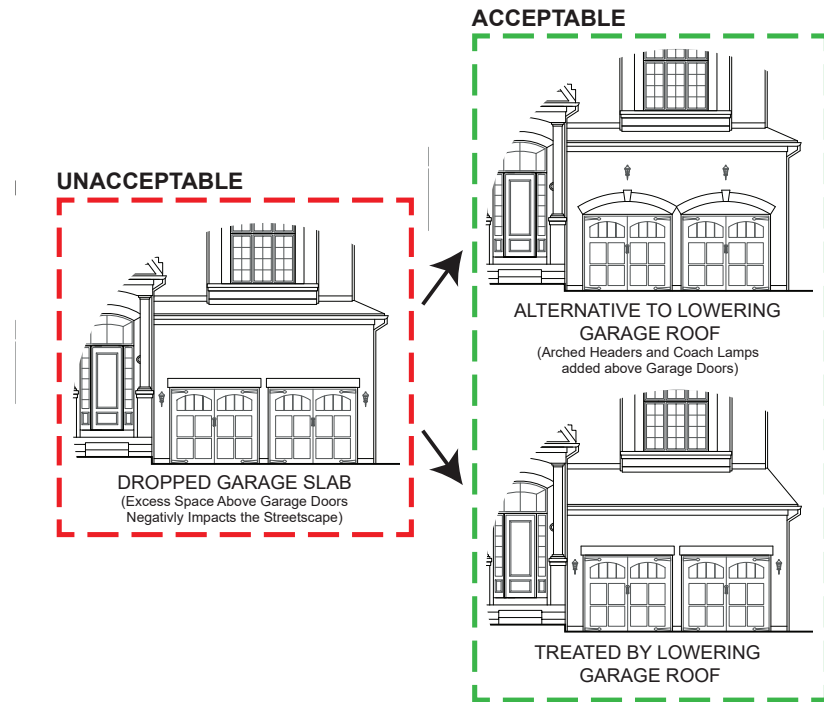 UNACCEPTABLE
DROPPED GARAGE SLAB
(Excess Space Above Garage Doors
Negativly Impacts the Streetscape)
ACCEPTABLE
ALTERNATIVE TO LOWERING
GARAGE ROOF
(Arched Headers and Coach Lamps
added above Garage Doors)
TREATED BY LOWERING
GARAGE ROOF